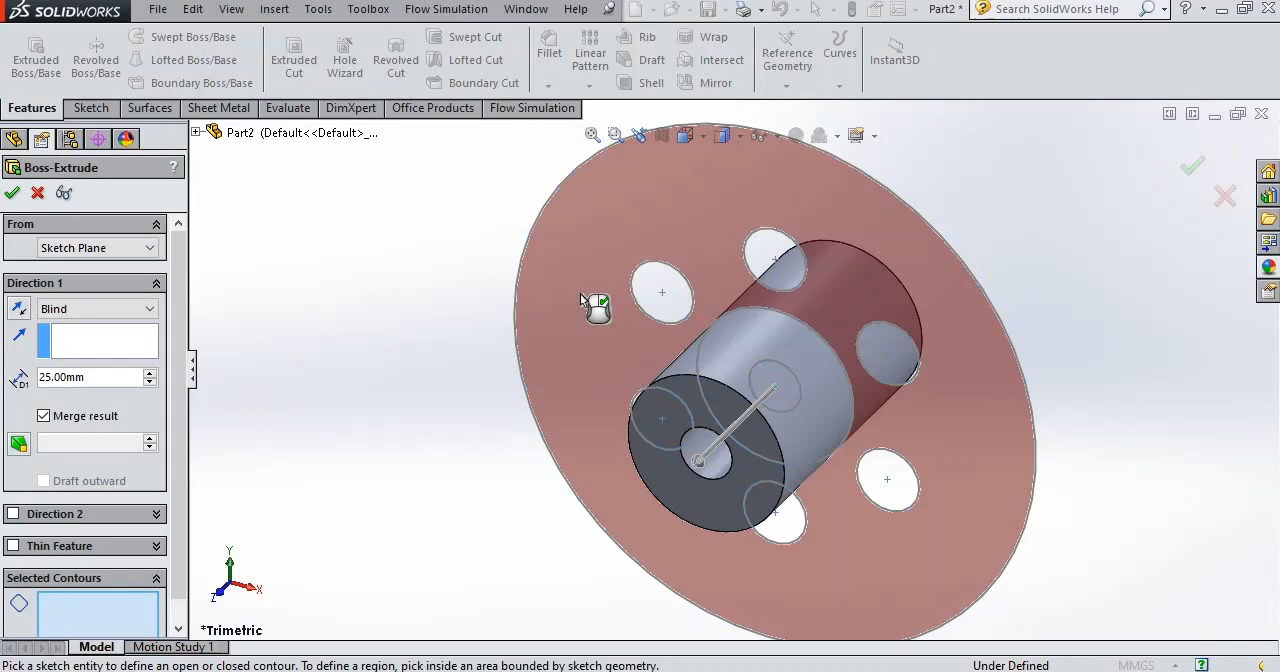 SOLIDWORKS File Edit View Insert Tools Toolbox Flow Simulation Window Help Part2 * Search SolidWorks Help
Extruded Boss/Base
Revolved Boss/Base
Swept Boss/Base
Lofted Boss/Base
Boundary Boss/Base
Extruded Cut
Hole Wizard
Revolved Cut
Swept Cut
Lofted Cut
Boundary Cut
Fillet
Linear Pattern
Rib
Draft
Shell
Wrap
Intersect
Mirror
Reference Geometry
Curves
Instant3D
Features Sketch Surfaces Sheet Metal Evaluate DimXpert Office Products Flow Simulation
Part2 (Default<<Default>_...
Boss-Extrude ?
From
Sketch Plane
Direction 1
Blind
D1
25.00mm
Merge result
Draft outward
Direction 2
Thin Feature
Selected Contours
Y
X
Z
*Trimetric
Model Motion Study 1
Pick a sketch entity to define an open or closed contour. To define a region, pick inside an area bounded by sketch geometry. Under Defined MMGS ?